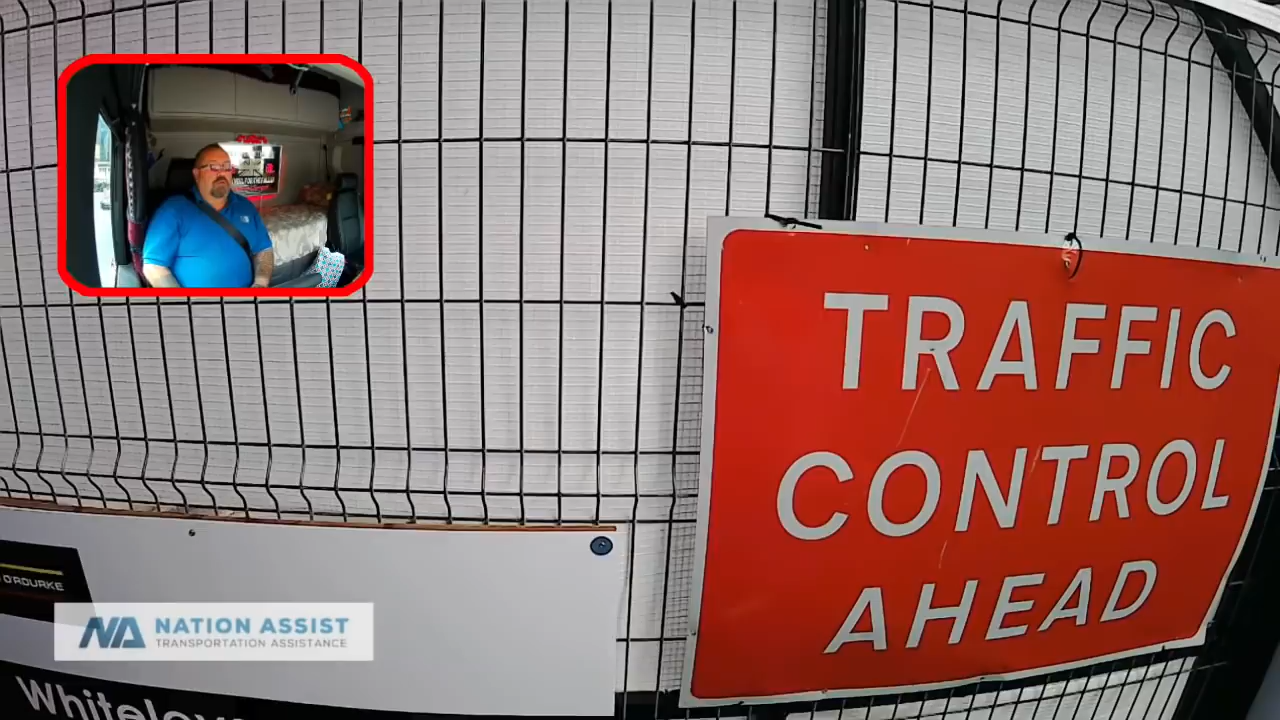 TRAFFIC
CONTROL
AHEAD
O'ROURKE
NATION ASSIST
TRANSPORTATION ASSISTANCE